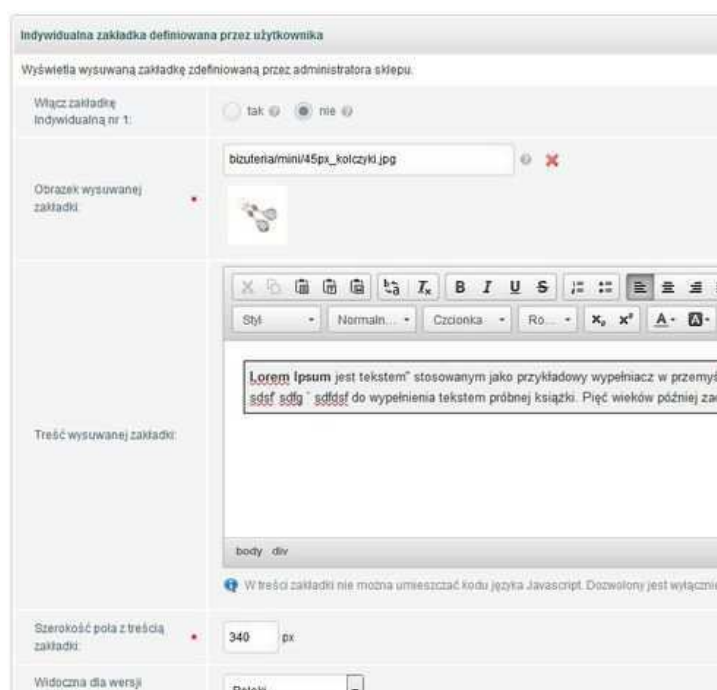 Indywidualna zakładka definiowana przez użytkownika
Wyświetla wysuwaną zakładkę zdefiniowaną przez administratora sklepu.
Włącz zakładkę
Indywidualną nr 1:
tak
nie
bizuteria/mini/45px_kolczyki.jpg
Obrazek wysuwanej
zakładki:
B I U S
Styl
Normaln...
Czcionka
Ro...
Lorem Ipsum jest tekstem" stosowanym jako przykładowy wypełniacz w przemyś
sdsf' sdfg ` sdfdsf do wypełnienia tekstem próbnej książki. Pięć wieków później zac
Treść wysuwanej zakładki:
body div
W treści zakładki nie można umieszczać kodu języka Javascript. Dozwolony jest wyłącznie
Szerokość pola z treścią
zakładki:
340 px
Widoczna dla wersji
Polski